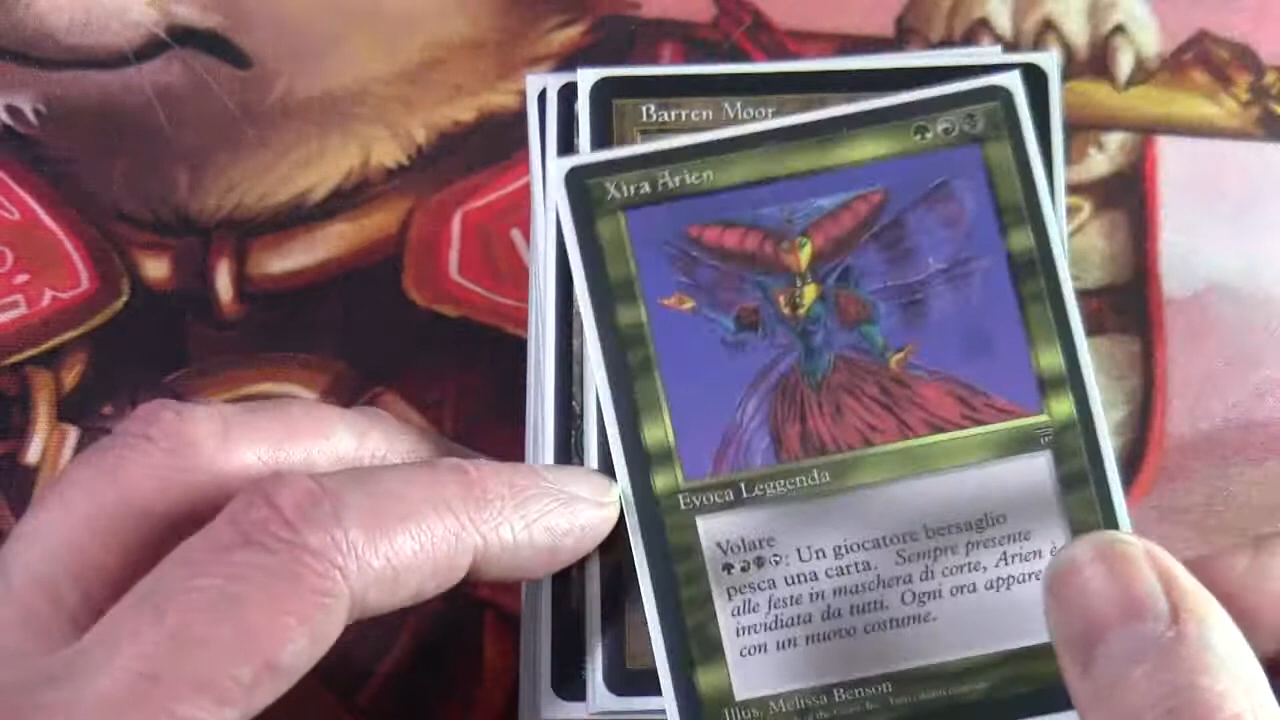 Barren Moor
Xira Arien
Evoca Leggenda
Volare
: Un giocatore bersaglio
pesca una carta. Sempre presente
alle feste in maschera di corte, Arien è
invidiata da tutti. Ogni ora appare
con un nuovo costume.
Illus. Melissa Benson